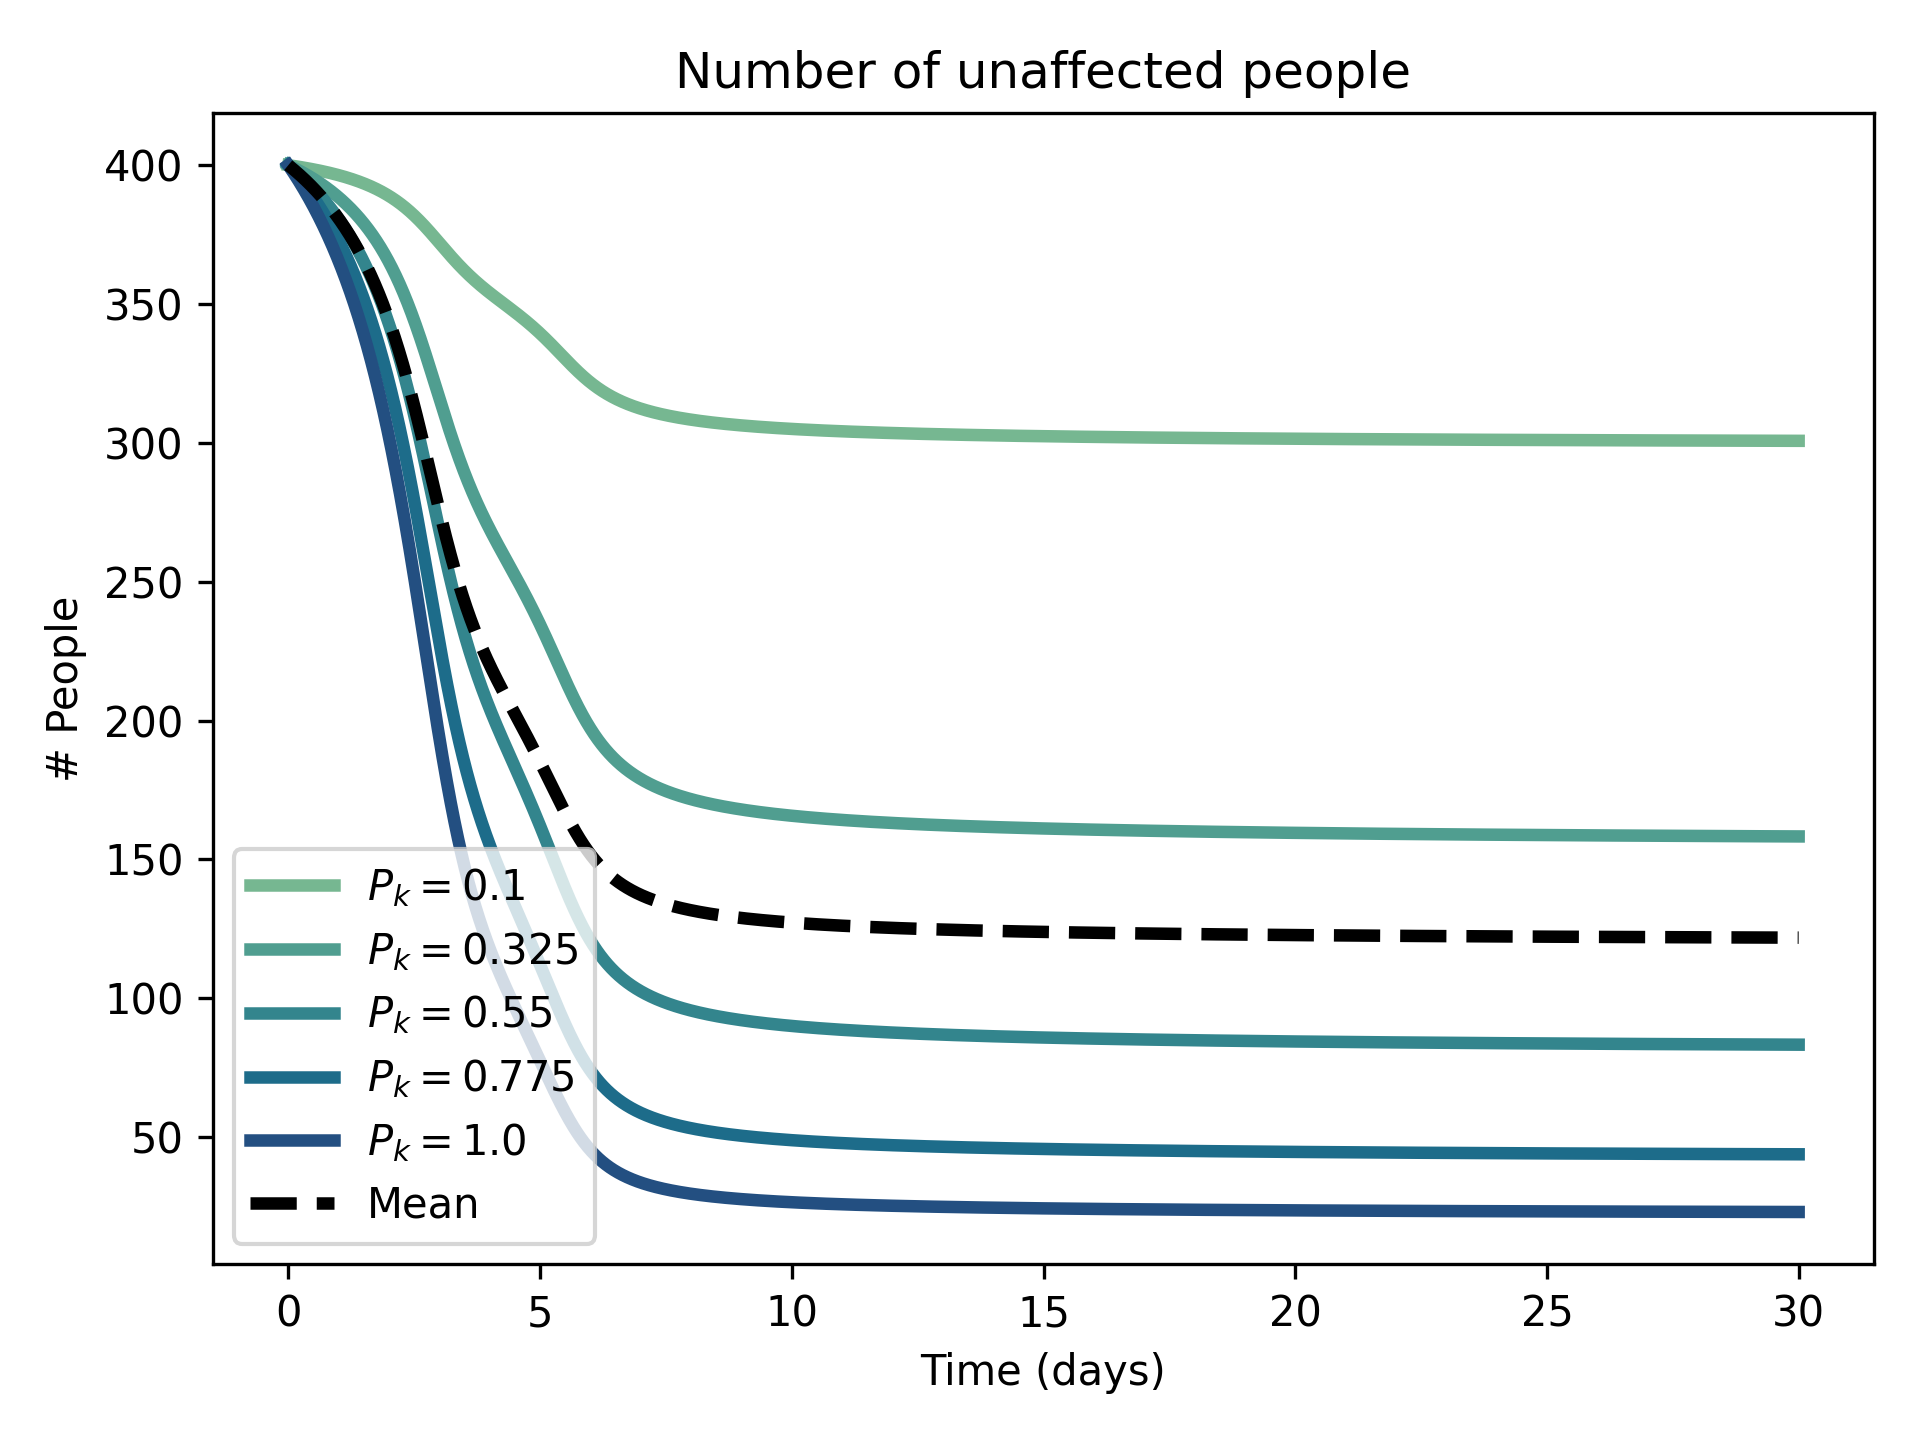 Number of unaffected people
# People
400
350
300
250
200
150
100
50
P_k = 0.1
P_k = 0.325
P_k = 0.55
P_k = 0.775
P_k = 1.0
Mean
0 5 10 15 20 25 30
Time (days)